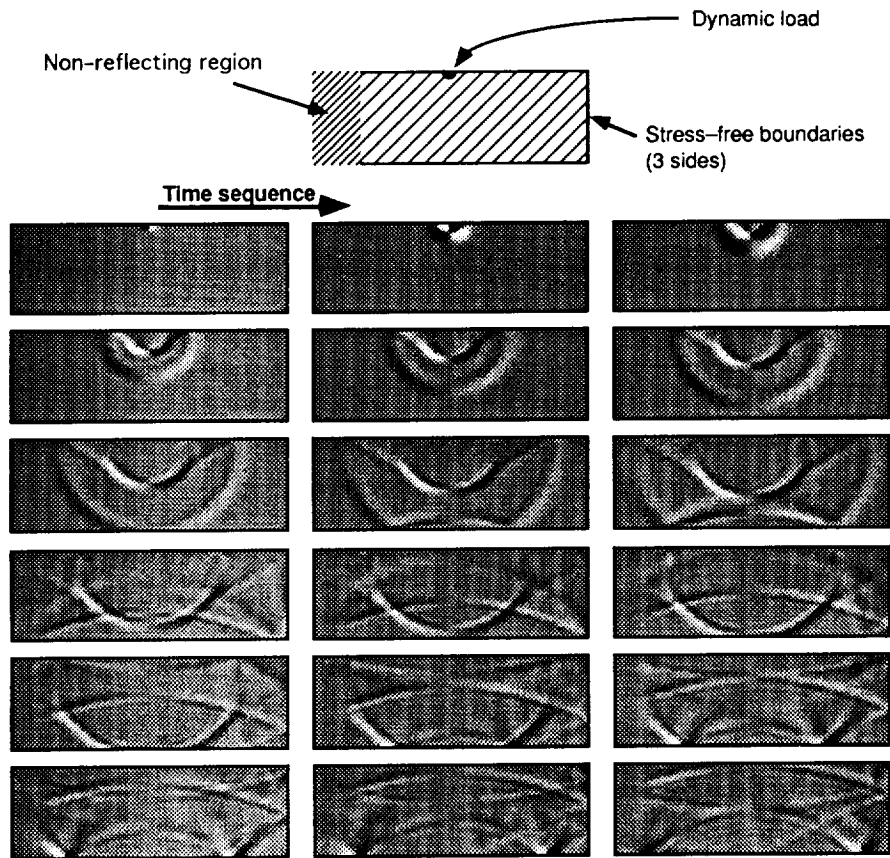 Dynamic load
Non-reflecting region
Stress-free boundaries
(3 sides)
Time sequence